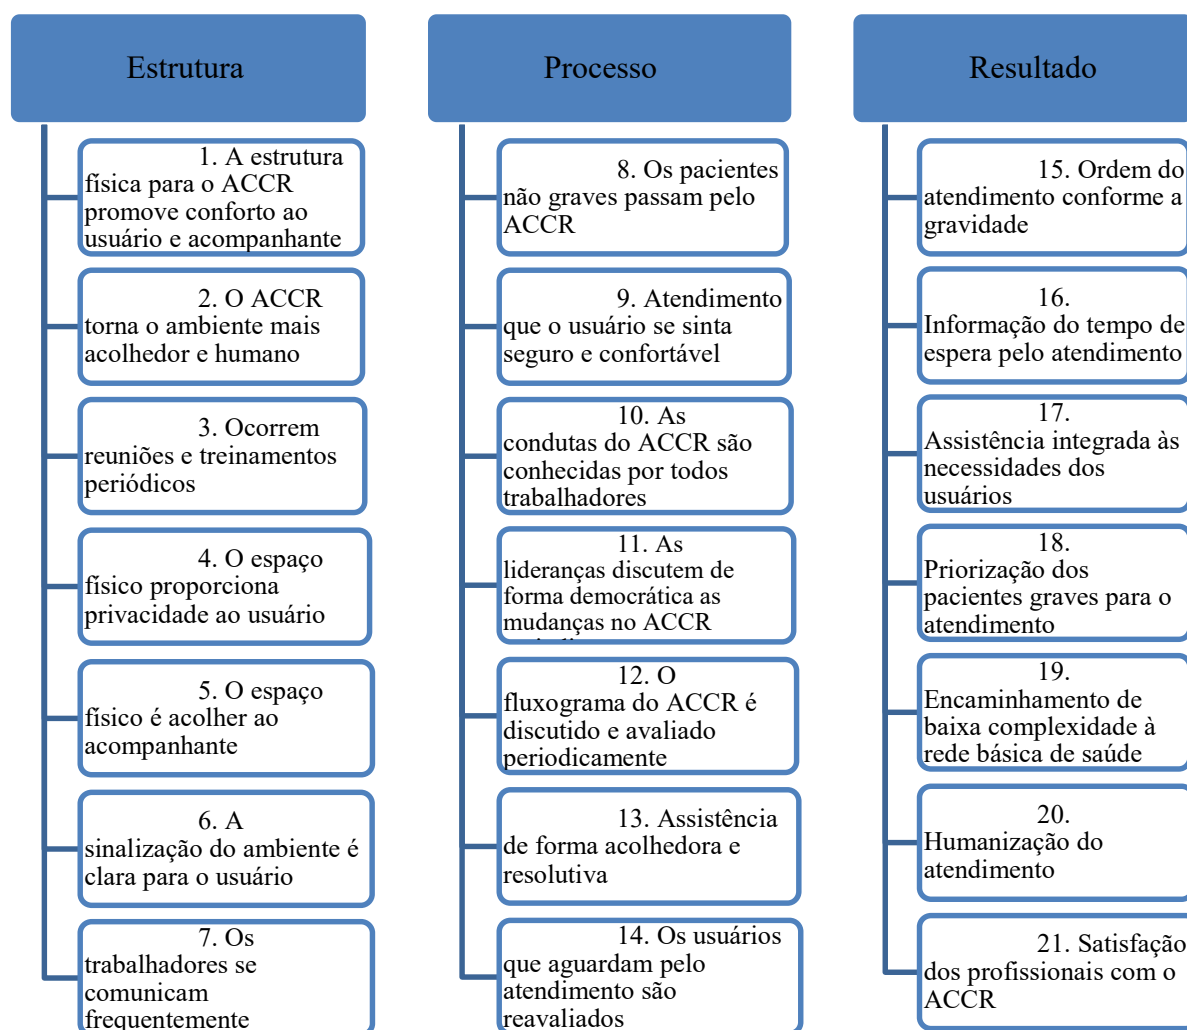 Estrutura
1. A estrutura
física para o ACCR
promove conforto ao
usuário e acompanhante
2. O ACCR
torna o ambiente mais
acolhedor e humano
3. Ocorrem
reuniões e treinamentos
periódicos
4. O espaço
físico proporciona
privacidade ao usuário
5. O espaço
físico é acolher ao
acompanhante
6. A
sinalização do ambiente é
clara para o usuário
7. Os
trabalhadores se
comunicam
frequentemente
Processo
8. Os pacientes
não graves passam pelo
ACCR
9. Atendimento
que o usuário se sinta
seguro e confortável
10. As
condutas do ACCR são
conhecidas por todos
trabalhadores
11. As
lideranças discutem de
forma democrática as
mudanças no ACCR
12. O
fluxograma do ACCR é
discutido e avaliado
periodicamente
13. Assistência
de forma acolhedora e
resolutiva
14. Os usuários
que aguardam pelo
atendimento são
reavaliados
Resultado
15. Ordem do
atendimento conforme a
gravidade
16.
Informação do tempo de
espera pelo atendimento
17.
Assistência integrada às
necessidades dos
usuários
18.
Priorização dos
pacientes graves para o
atendimento
19.
Encaminhamento de
baixa complexidade à
rede básica de saúde
20.
Humanização do
atendimento
21. Satisfação
dos profissionais com o
ACCR